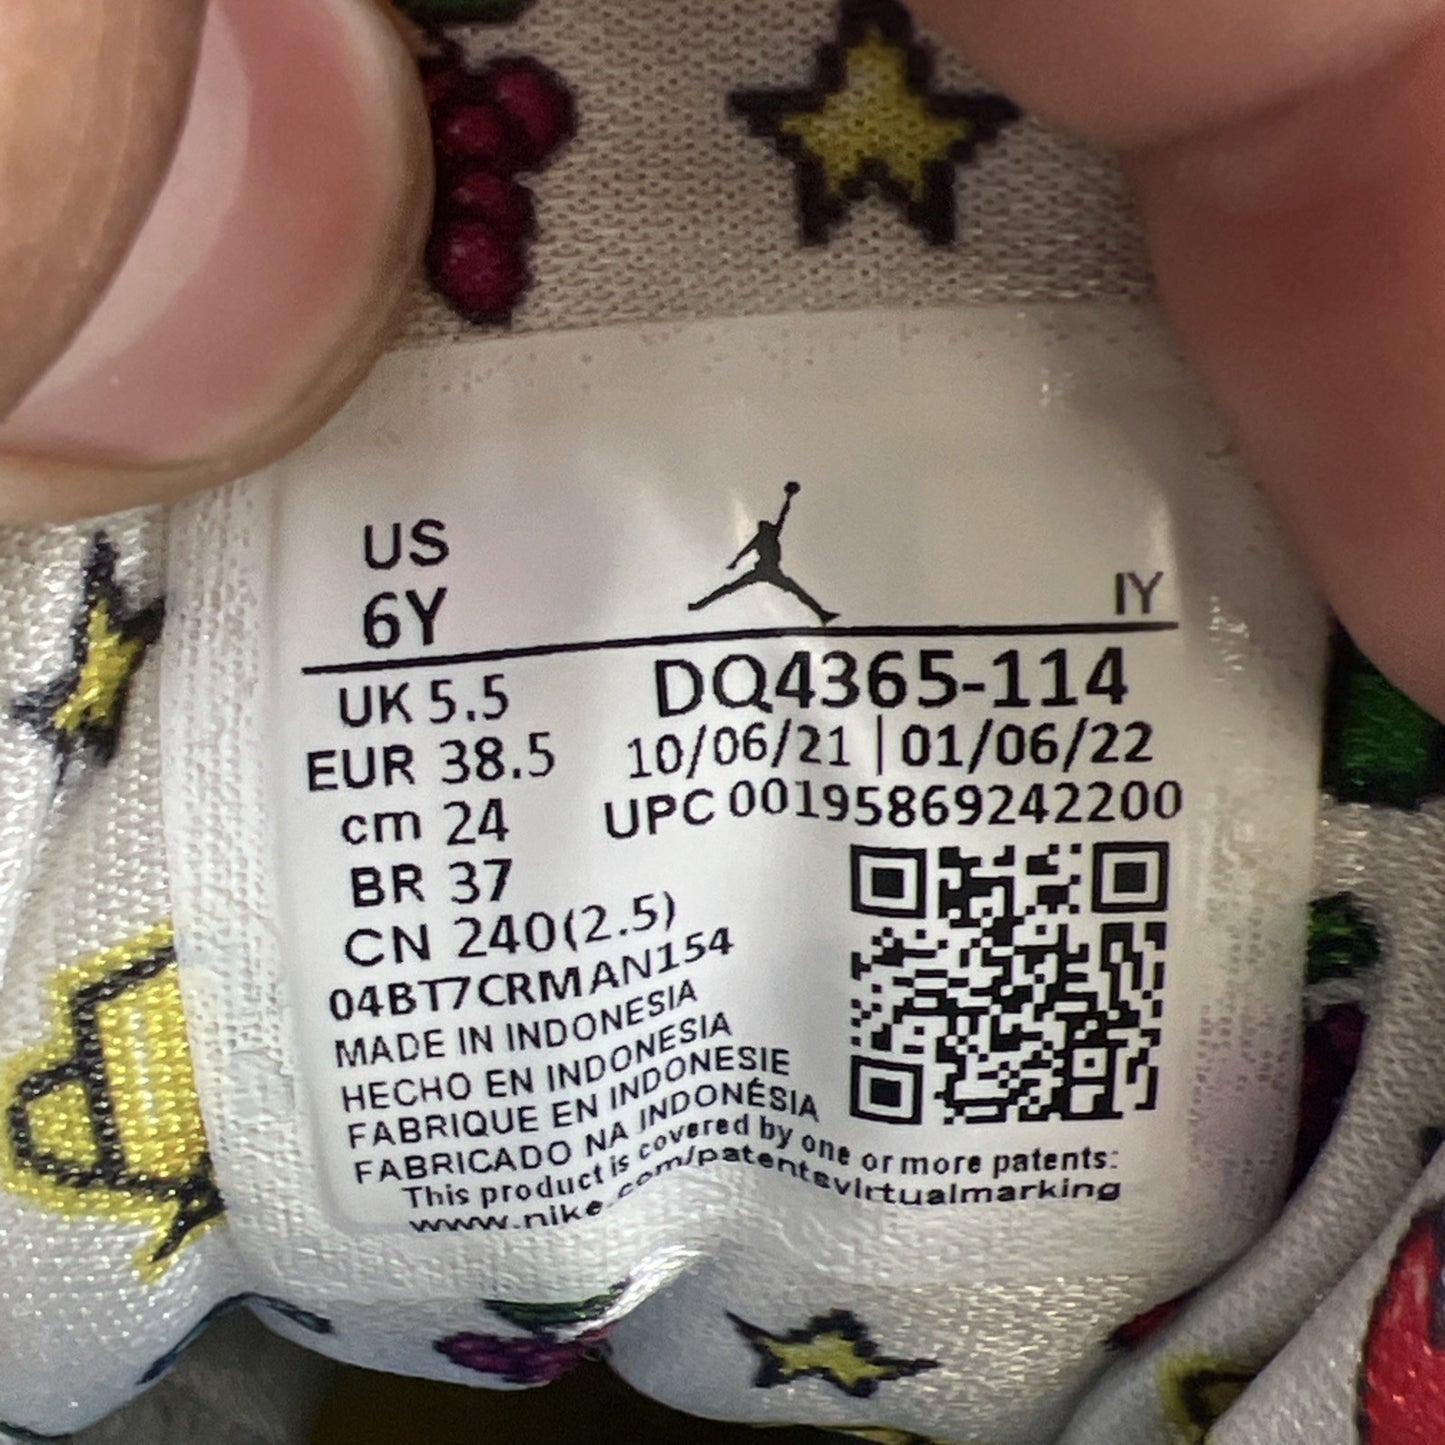 US
6Y
IY
UK 5.5
EUR 38.5
cm 24
BR 37
CN 240(2.5)
DQ4365-114
10/06/21 | 01/06/22
UPC 00195869242200
04BT7CRMAN154
MADE IN INDONESIA
HECHO EN INDONESIA
FABRIQUE EN INDONESIE
FABRICADO NA INDONÉSIA
This product is covered by one or more patents:
www.nike.com/patentsvirtualmarking